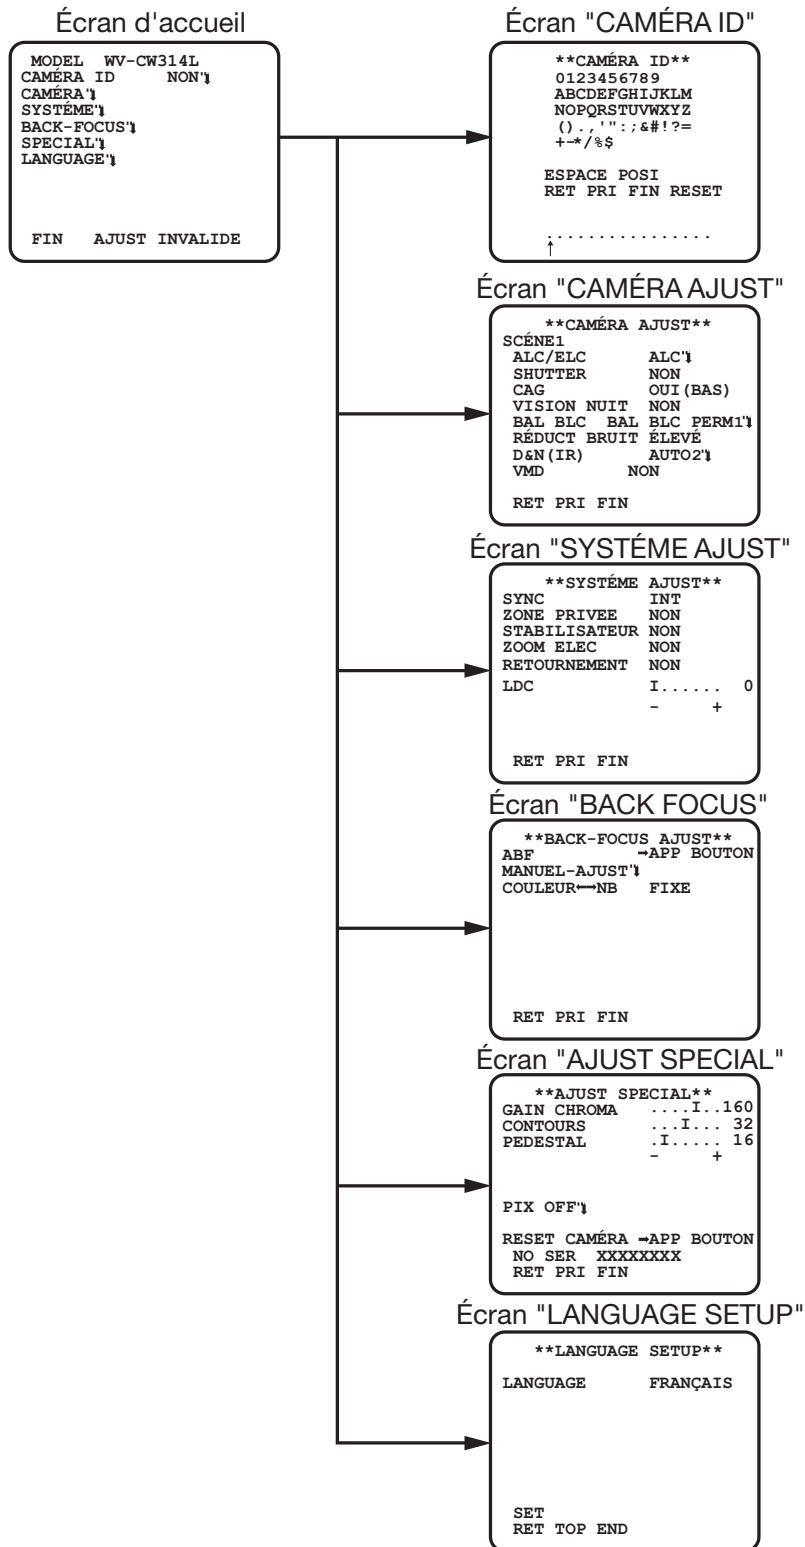 Écran d'accueil
MODEL WV-CW314L
CAMÉRA ID NON
CAMÉRA
SYSTÉME
BACK-FOCUS
SPECIAL
LANGUAGE
FIN AJUST INVALIDE
Écran "CAMÉRA ID"
**CAMÉRA ID**
0123456789
ABCDEFGHIJKLM
NOPQRSTUVWXYZ
().,'":;&#!?=
+-*/%$
ESPACE POSI
RET PRI FIN RESET
................
↑
Écran "CAMÉRA AJUST"
**CAMÉRA AJUST**
SCÉNE1
ALC/ELC ALC
SHUTTER NON
CAG OUI(BAS)
VISION NUIT NON
BAL BLC BAL BLC PERM1
RÉDUCT BRUIT ÉLEVÉ
D&N(IR) AUTO2
VMD NON
RET PRI FIN
Écran "SYSTÉME AJUST"
**SYSTÉME AJUST**
SYNC INT
ZONE PRIVEE NON
STABILISATEUR NON
ZOOM ELEC NON
RETOURNEMENT NON
LDC I...... 0
- +
RET PRI FIN
Écran "BACK FOCUS"
**BACK-FOCUS AJUST**
ABF →APP BOUTON
MANUEL-AJUST
COULEUR↔NB FIXE
RET PRI FIN
Écran "AJUST SPECIAL"
**AJUST SPECIAL**
GAIN CHROMA ....I..160
CONTOURS ...I... 32
PEDESTAL .I..... 16
- +
PIX OFF
RESET CAMÉRA →APP BOUTON
NO SER XXXXXXXX
RET PRI FIN
Écran "LANGUAGE SETUP"
**LANGUAGE SETUP**
LANGUAGE FRANÇAIS
SET
RET TOP END